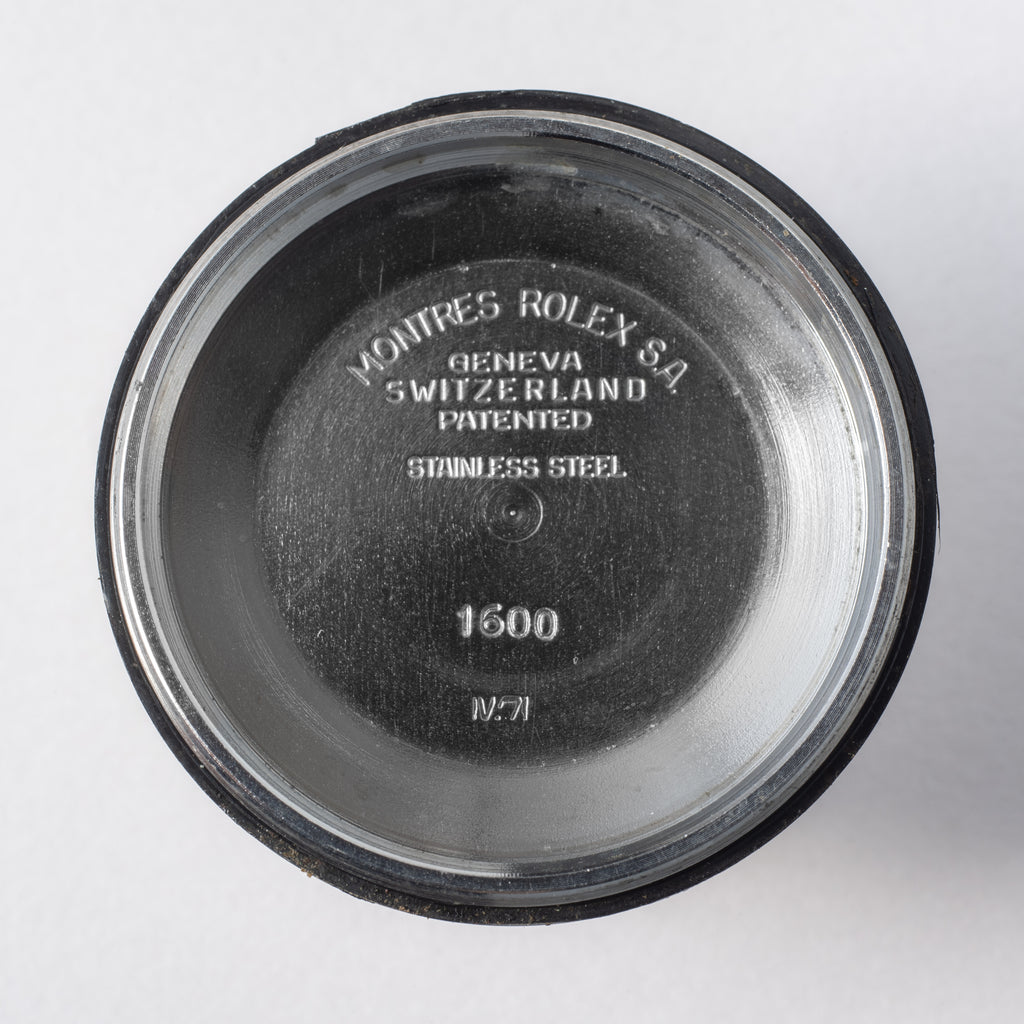 MONTRES ROLEX S.A.
GENEVA
SWITZERLAND
PATENTED
STAINLESS STEEL
1600
IV.71